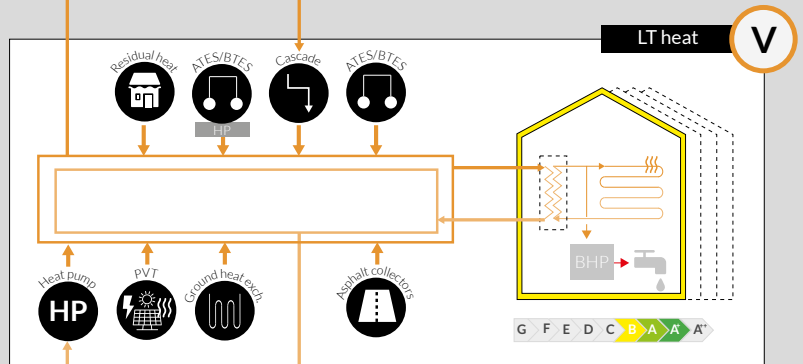 LT heat
V
Residual heat
ATES/BTES
Cascade
ATES/BTES
HP
BHP
Heat pump
PVT
Ground heat exch.
Asphalt collectors
HP
G F E D C B A A+ A++